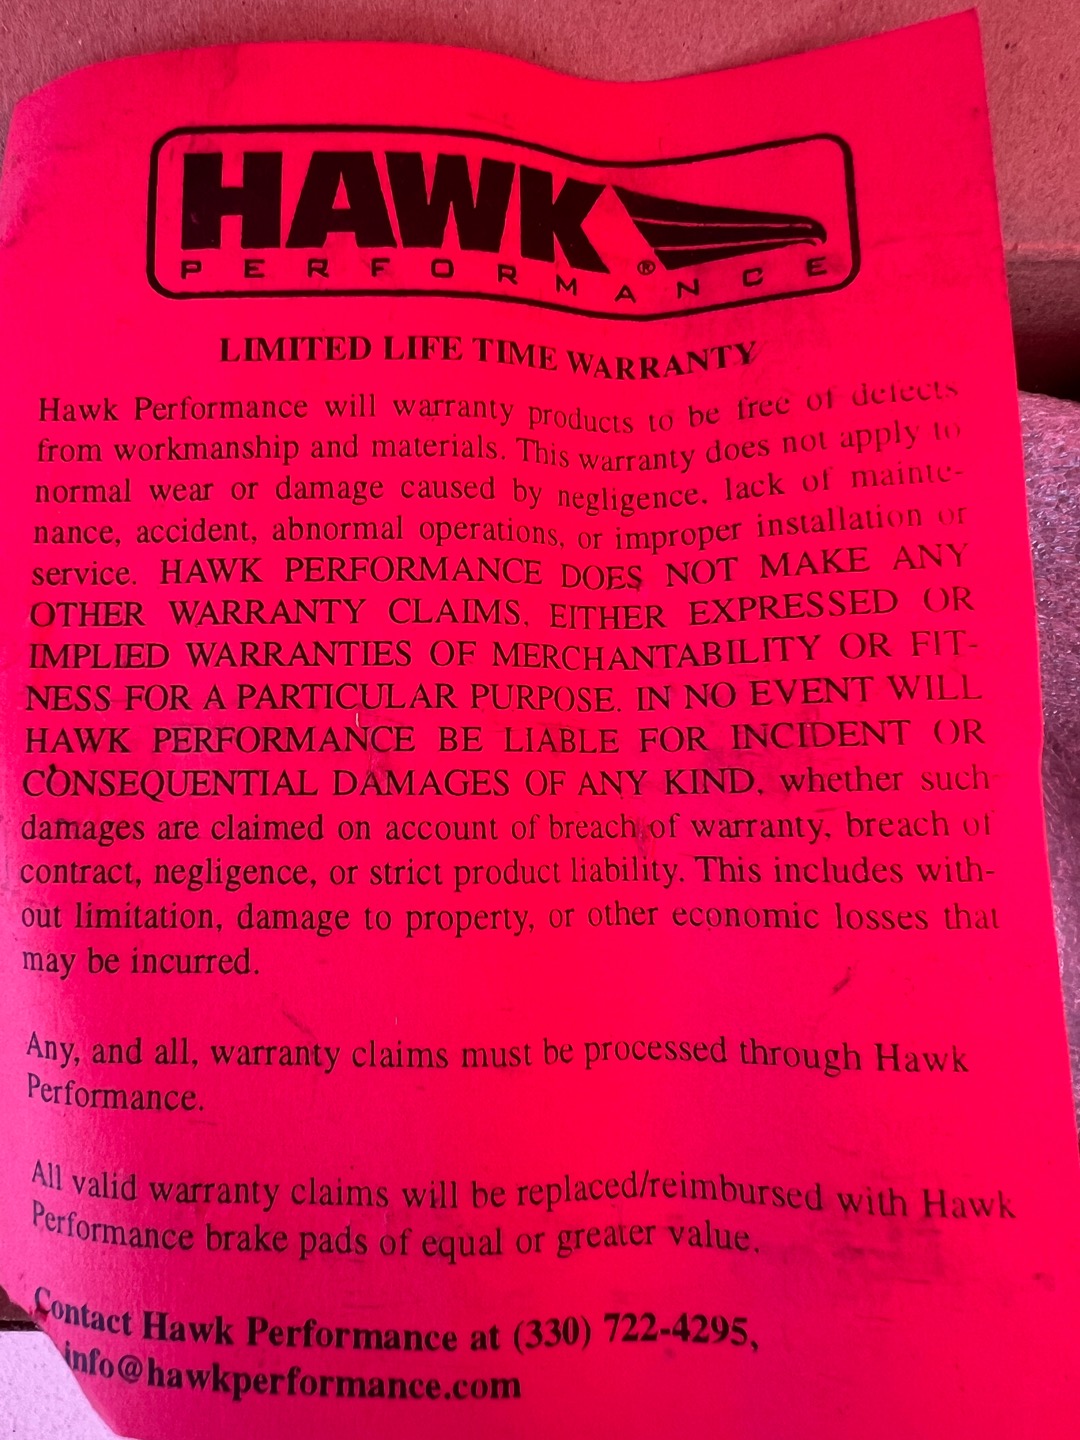 HAWK
PERFORMANCE
®
LIMITED LIFE TIME WARRANTY
Hawk Performance will warranty products to be free of defects
from workmanship and materials. This warranty does not apply to
normal wear or damage caused by negligence, lack of mainte-
nance, accident, abnormal operations, or improper installation or
service. HAWK PERFORMANCE DOES NOT MAKE ANY
OTHER WARRANTY CLAIMS, EITHER EXPRESSED OR
IMPLIED WARRANTIES OF MERCHANTABILITY OR FIT-
NESS FOR A PARTICULAR PURPOSE. IN NO EVENT WILL
HAWK PERFORMANCE BE LIABLE FOR INCIDENT OR
CONSEQUENTIAL DAMAGES OF ANY KIND, whether such
damages are claimed on account of breach of warranty, breach of
contract, negligence, or strict product liability. This includes with-
out limitation, damage to property, or other economic losses that
may be incurred.
Any, and all, warranty claims must be processed through Hawk
Performance.
All valid warranty claims will be replaced/reimbursed with Hawk
Performance brake pads of equal or greater value.
Contact Hawk Performance at (330) 722-4295,
info@hawkperformance.com